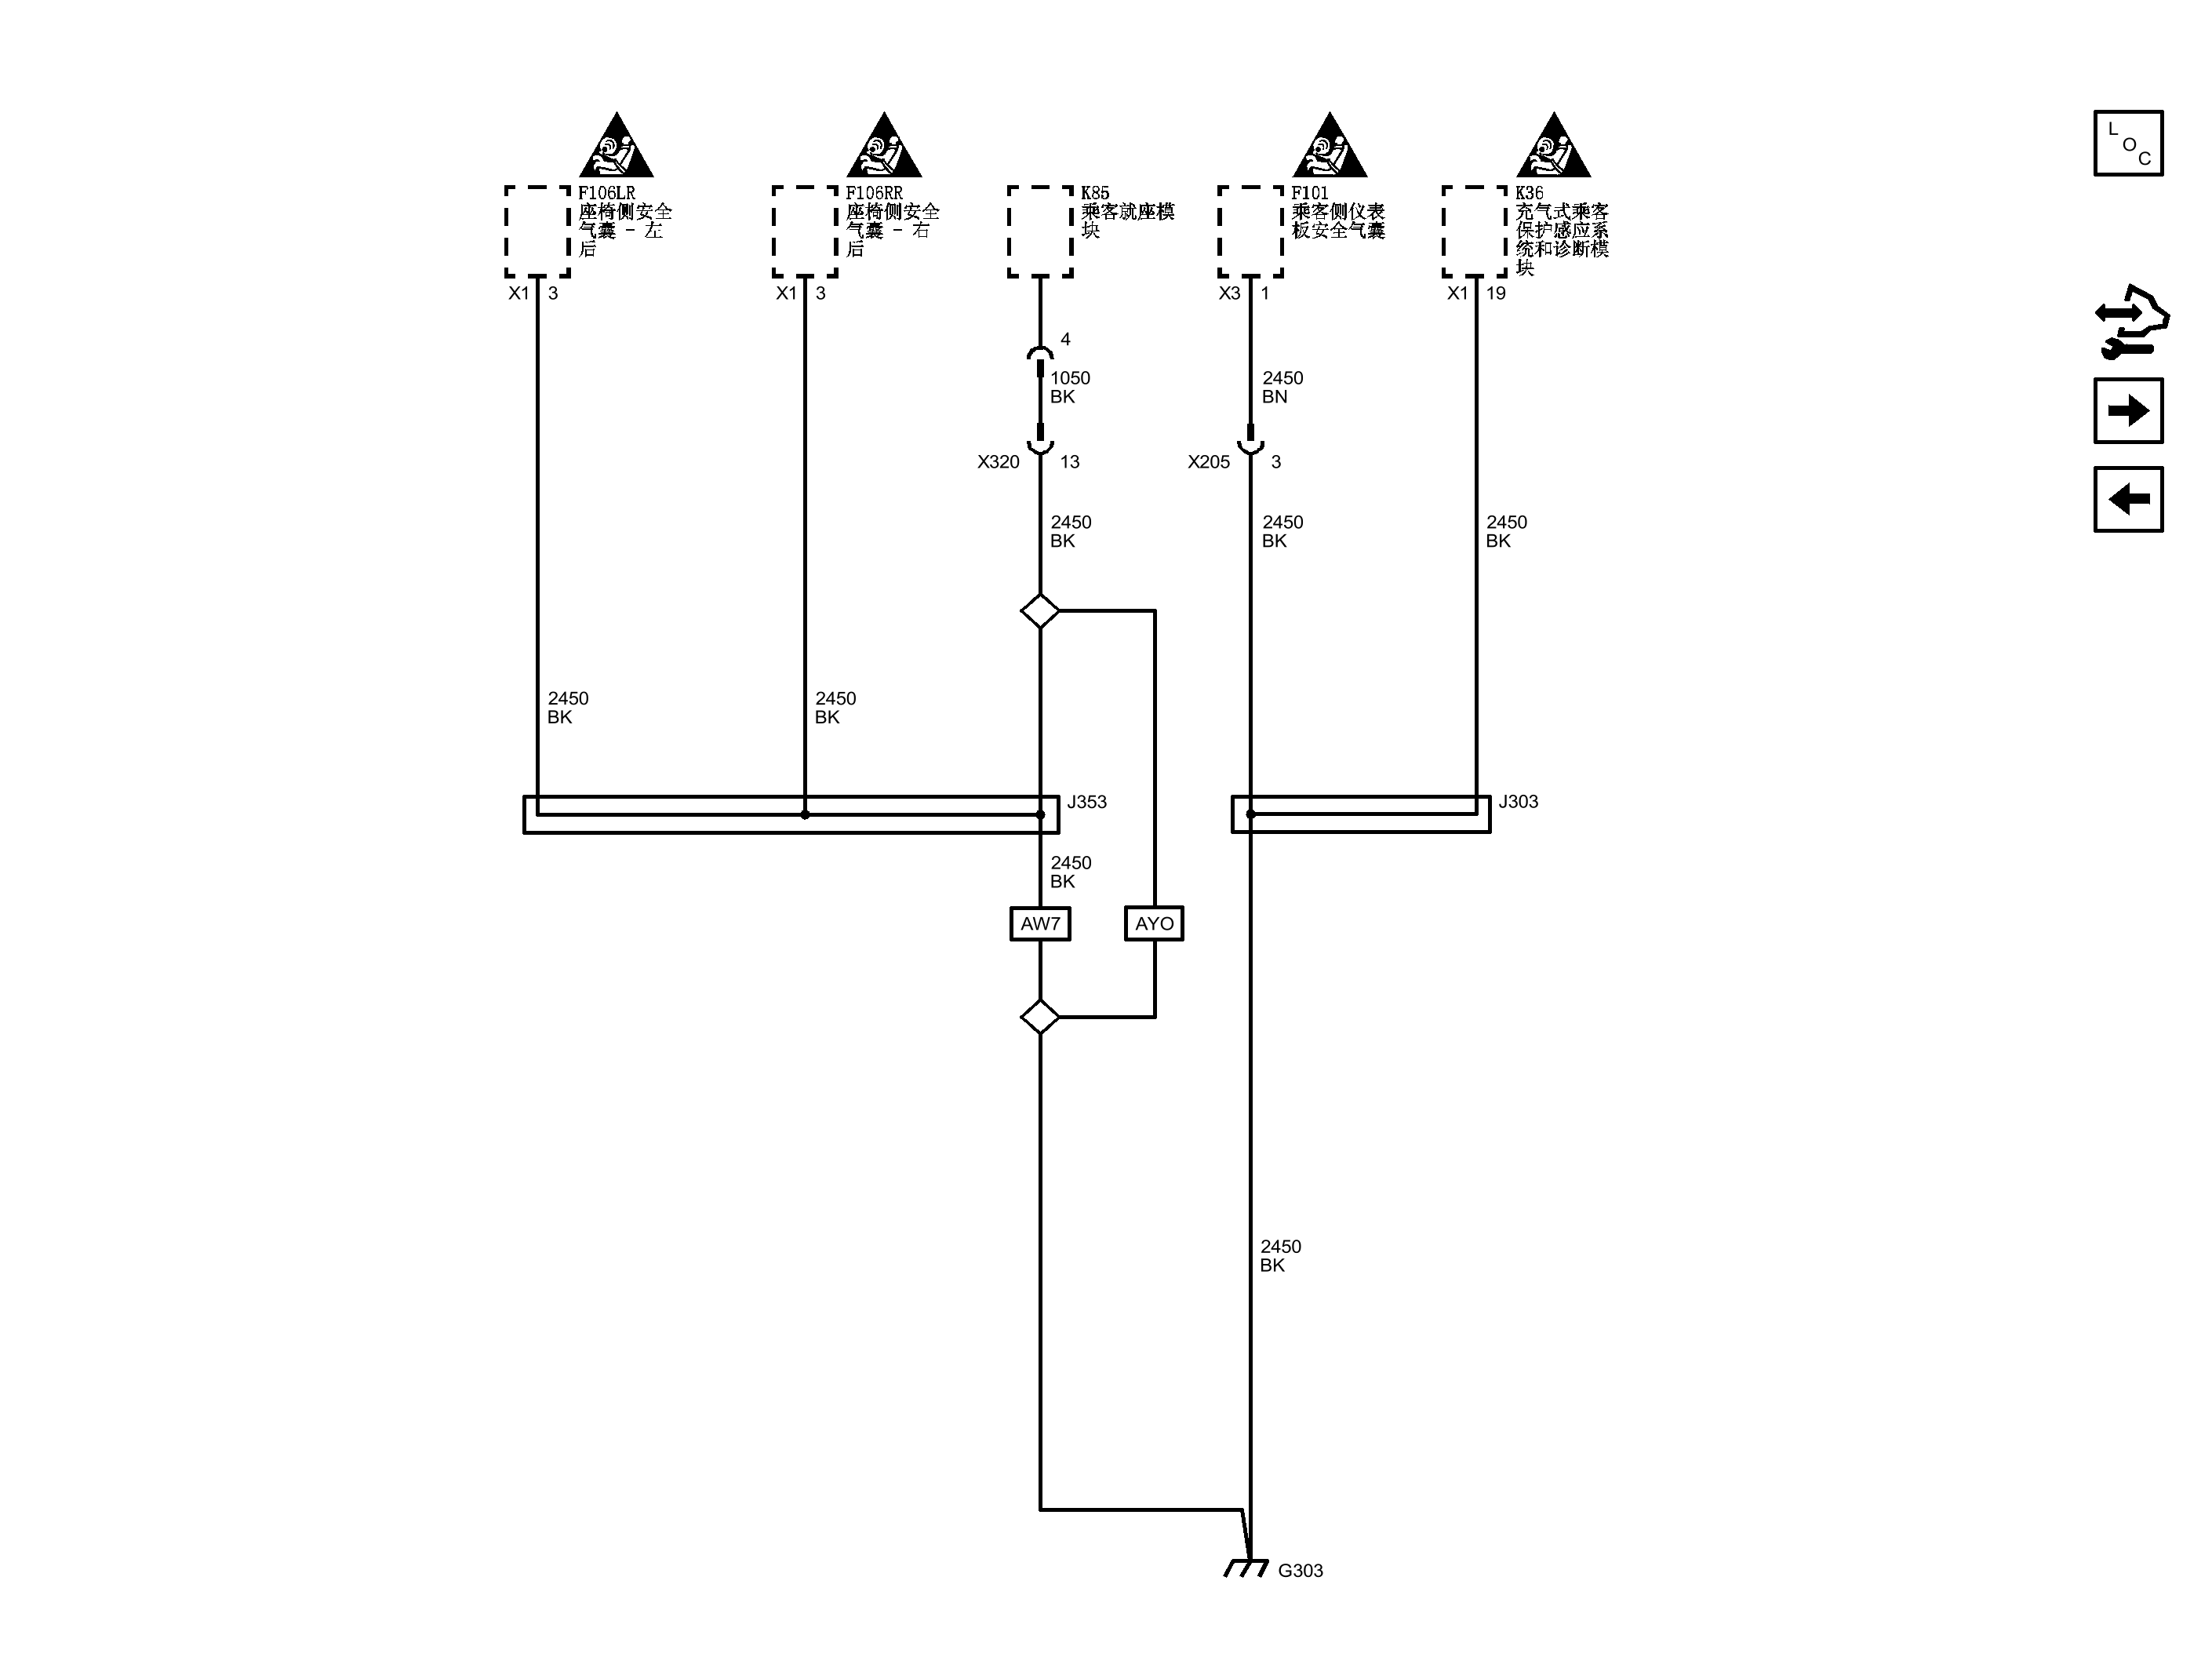 F106LR
座椅侧安全
气囊 - 左
后
F106RR
座椅侧安全
气囊 - 右
后
K85
乘客就座模
块
F101
乘客侧仪表
板安全气囊
K36
充气式乘客
保护感应系
统和诊断模
块
L
O
C
X1 3
X1 3
X3 1
X1 19
4
1050
BK
2450
BN
X320 13
X205 3
2450
BK
2450
BK
2450
BK
2450
BK
2450
BK
J353
J303
2450
BK
AW7
AYO
2450
BK
G303